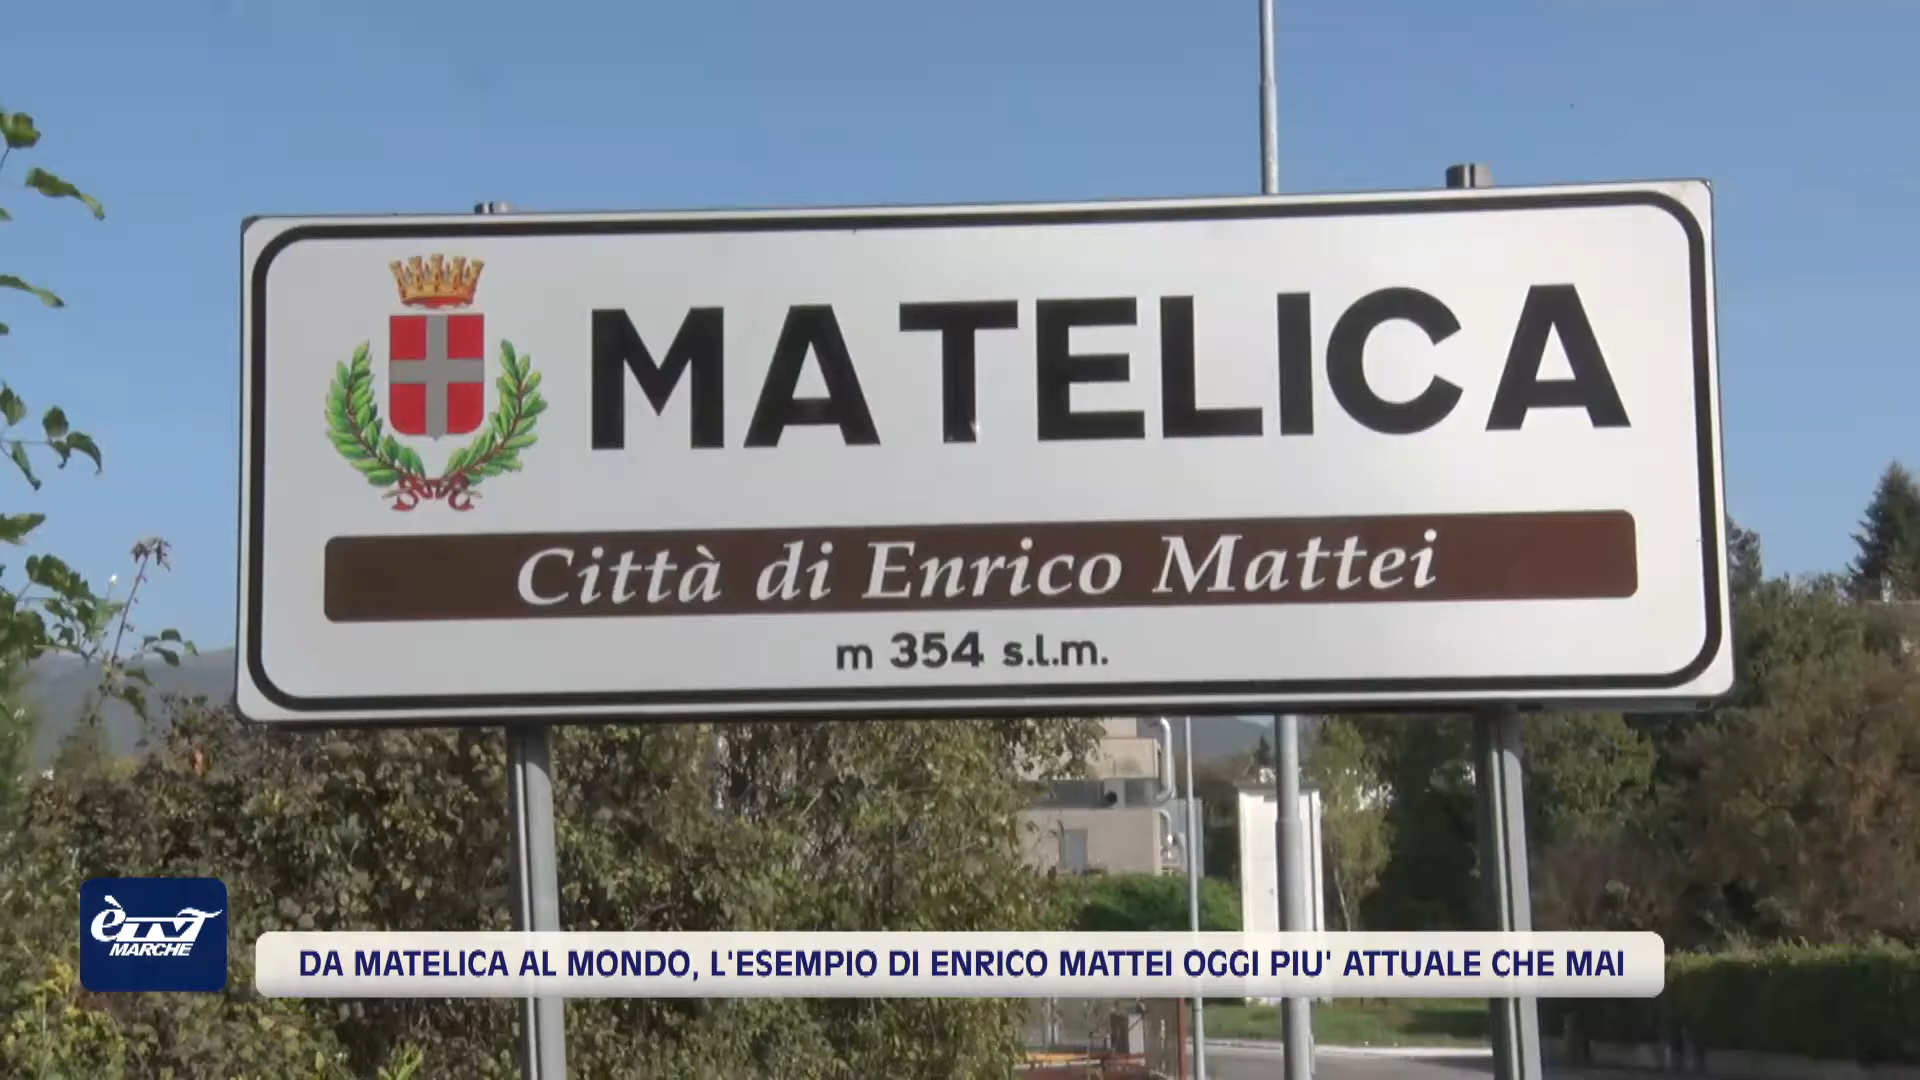 MATELICA
Città di Enrico Mattei
m 354 s.l.m.
èTV
MARCHE
DA MATELICA AL MONDO, L'ESEMPIO DI ENRICO MATTEI OGGI PIU' ATTUALE CHE MAI